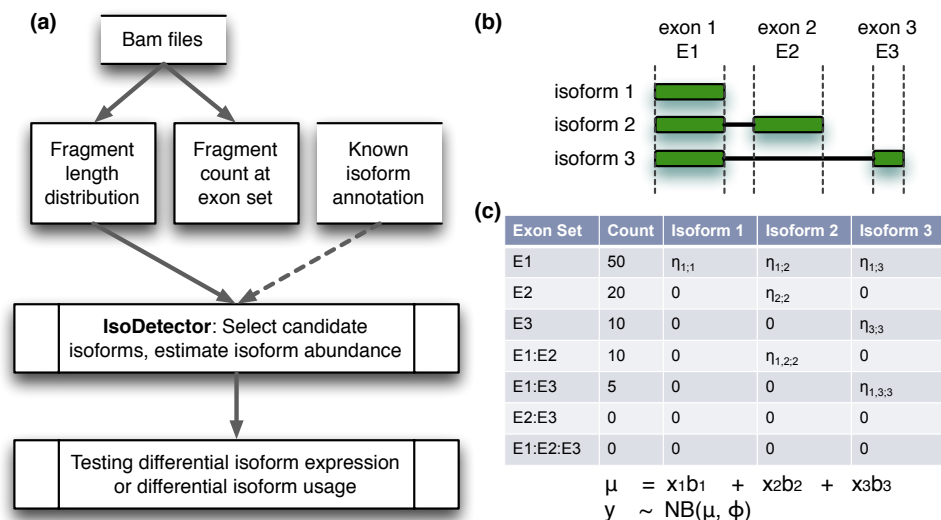 (a)
Bam files
Fragment
length
distribution
Fragment
count at
exon set
Known
isoform
annotation
IsoDetector: Select candidate
isoforms, estimate isoform abundance
Testing differential isoform expression
or differential isoform usage
(b)
exon 1 exon 2 exon 3
E1 E2 E3
isoform 1
isoform 2
isoform 3
(c)
Exon Set Count Isoform 1 Isoform 2 Isoform 3
E1 50 η1;1 η1;2 η1;3
E2 20 0 η2;2 0
E3 10 0 0 η3;3
E1:E2 10 0 η1,2;2 0
E1:E3 5 0 0 η1,3;3
E2:E3 0 0 0 0
E1:E2:E3 0 0 0 0
μ = x1b1 + x2b2 + x3b3
y ~ NB(μ, ϕ)